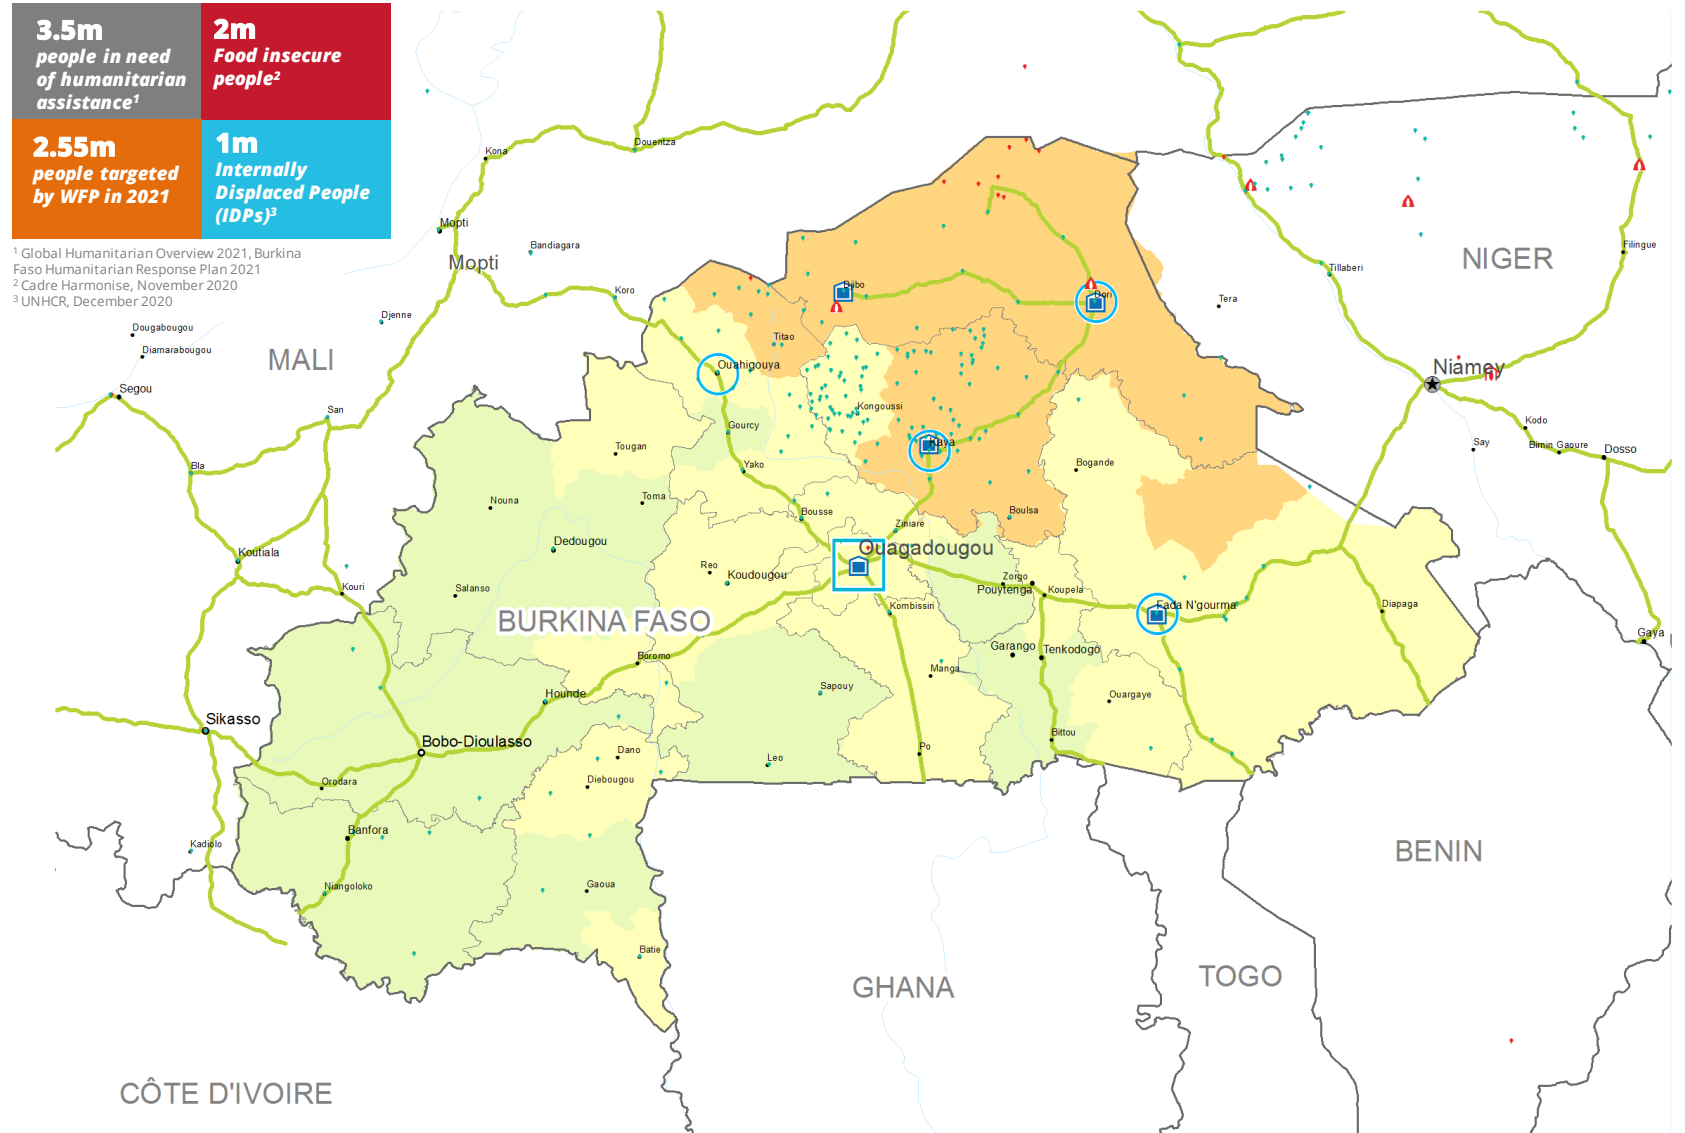 3.5m
people in need
of humanitarian
assistance¹
2m
Food insecure
people²
2.55m
people targeted
by WFP in 2021
1m
Internally
Displaced People
(IDPs)³
¹ Global Humanitarian Overview 2021, Burkina
Faso Humanitarian Response Plan 2021
² Cadre Harmonise, November 2020
³ UNHCR, December 2020
Kona
Douentza
Mopti
Bandiagara
Mopti
Koro
Djenne
Dougabougou
Diamarabougou
MALI
Segou
San
Bla
Koutiala
Kouri
Sikasso
Kadiolo
NIGER
Filingue
Tillaberi
Tera
Niamey
Kodo
Say
Birnin Gaoure
Dosso
Gaya
Djibo
Dori
Titao
Ouahigouya
Kongoussi
Gourcy
Kaya
Tougan
Yako
Bogande
Nouna
Toma
Bousse
Boulsa
Ziniare
Dedougou
Ouagadougou
Reo
Koudougou
Zorgo
Pouytenga
Koupela
Salanso
Kombissiri
Fada N'gourma
Diapaga
BURKINA FASO
Boromo
Garango
Tenkodogo
Manga
Sapouy
Ouargaye
Hounde
Bittou
Bobo-Dioulasso
Dano
Po
Leo
Orodara
Diebougou
Banfora
Niangoloko
Gaoua
Batie
BENIN
TOGO
GHANA
CÔTE D'IVOIRE